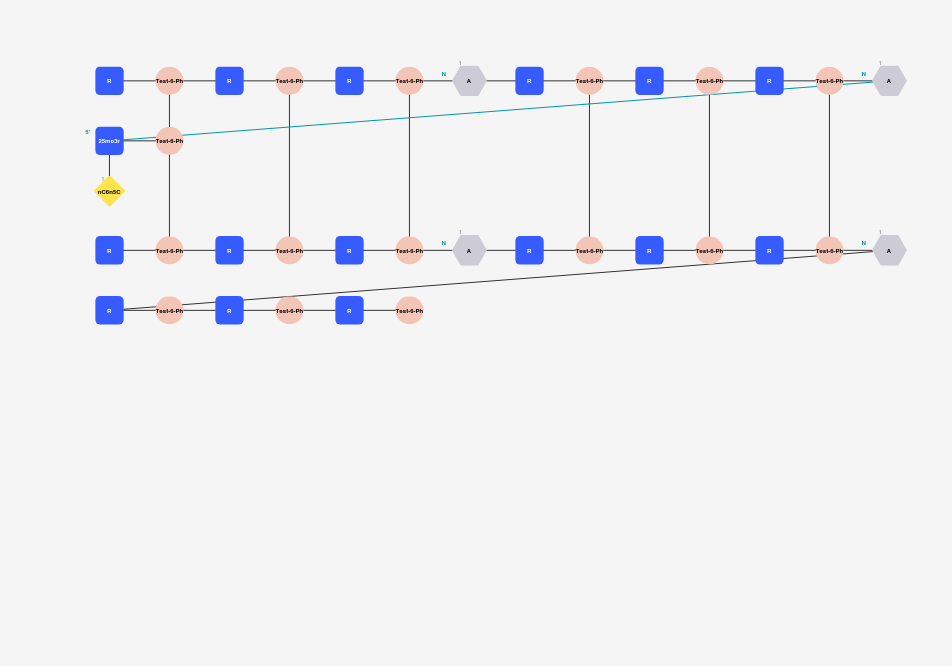 1 1
N N
R Test-6-Ph R Test-6-Ph R Test-6-Ph A R Test-6-Ph R Test-6-Ph R Test-6-Ph A
5'
25mo3r Test-6-Ph
1
nC6n5C
1 1
N N
R Test-6-Ph R Test-6-Ph R Test-6-Ph A R Test-6-Ph R Test-6-Ph R Test-6-Ph A
R Test-6-Ph R Test-6-Ph R Test-6-Ph